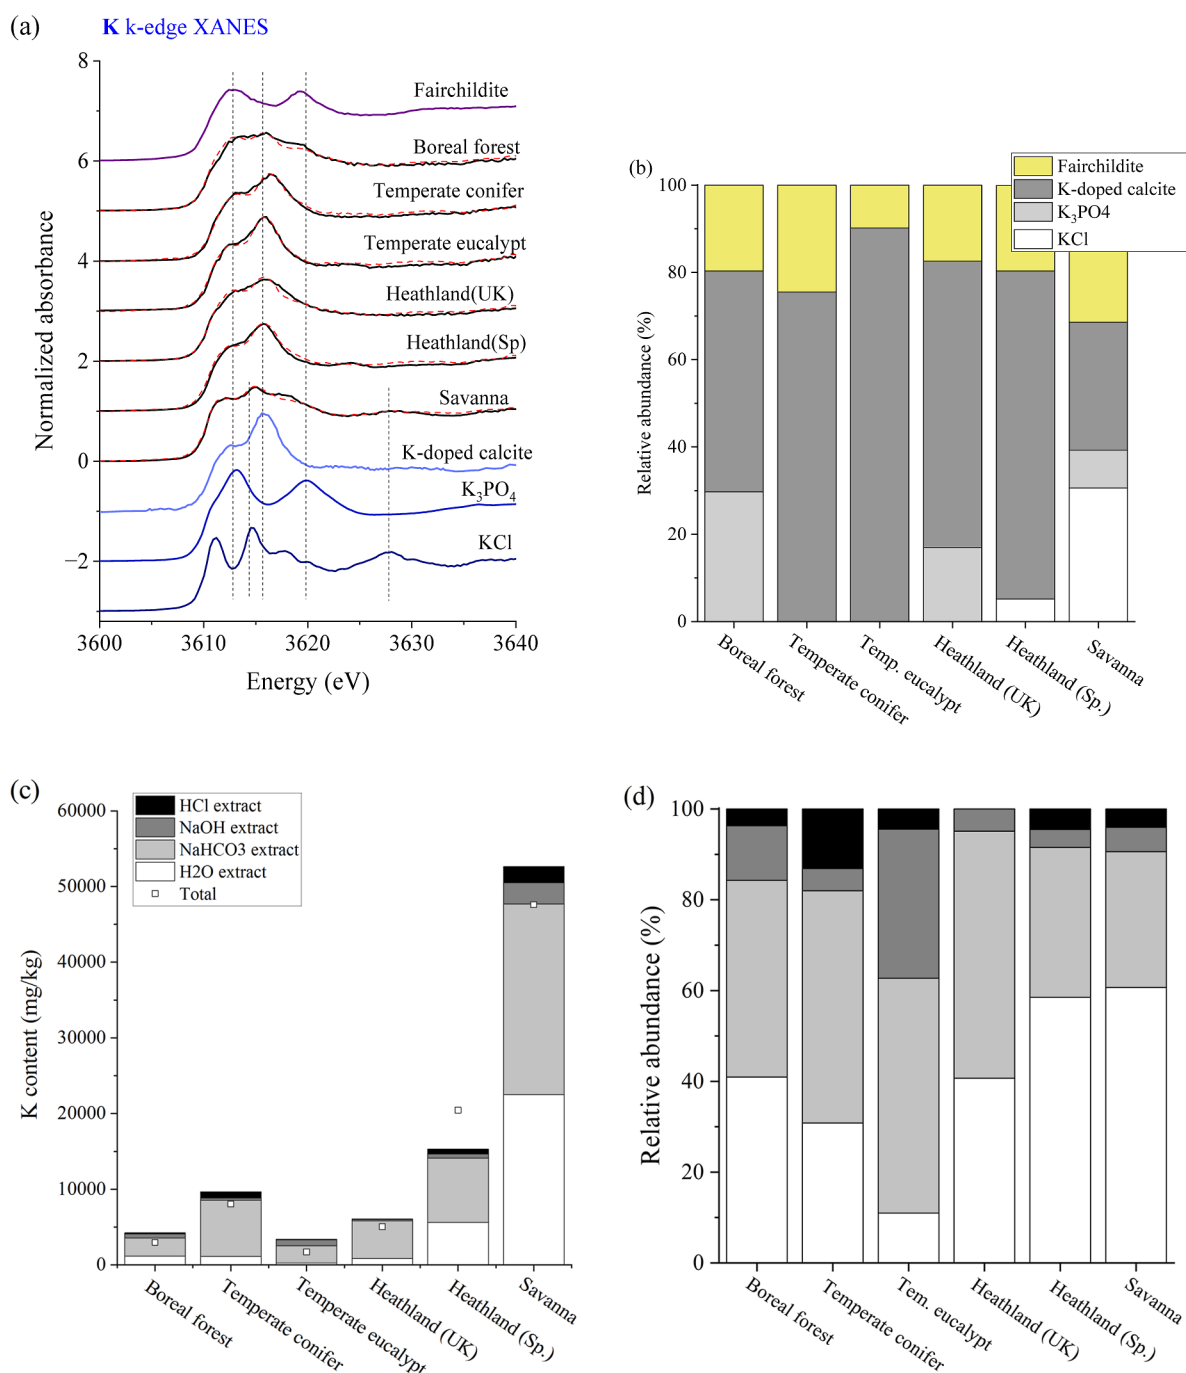 (a)
K k-edge XANES
8
6
4
2
0
−2
Normalized absorbance
Fairchildite
Boreal forest
Temperate conifer
Temperate eucalypt
Heathland(UK)
Heathland(Sp)
Savanna
K-doped calcite
K3PO4
KCl
3600 3610 3620 3630 3640
Energy (eV)
(b)
Fairchildite
K-doped calcite
K3PO4
KCl
100
80
60
40
20
0
Relative abundance (%)
Boreal forest
Temperate conifer
Temp. eucalypt
Heathland (UK)
Heathland (Sp.)
Savanna
(c)
HCl extract
NaOH extract
NaHCO3 extract
H2O extract
Total
60000
50000
40000
30000
20000
10000
0
K content (mg/kg)
Boreal forest
Temperate conifer
Temperate eucalypt
Heathland (UK)
Heathland (Sp.)
Savanna
(d)
100
80
60
40
20
0
Relative abundance (%)
Boreal forest
Temperate conifer
Tem. eucalypt
Heathland (UK)
Heathland (Sp.)
Savanna